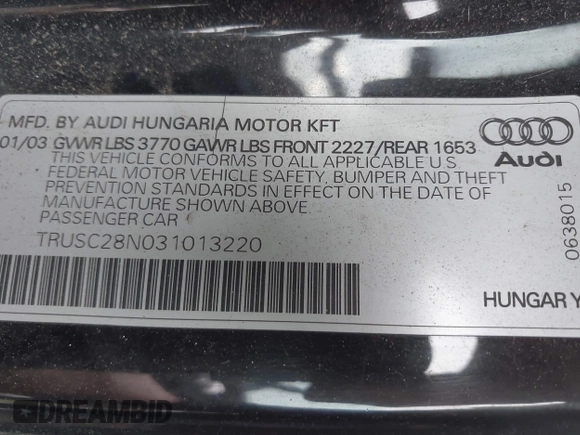 MFD. BY AUDI HUNGARIA MOTOR KFT
01/03 GVWR LBS 3770 GAWR LBS FRONT 2227/REAR 1653
THIS VEHICLE CONFORMS TO ALL APPLICABLE U.S.
FEDERAL MOTOR VEHICLE SAFETY, BUMPER AND THEFT
PREVENTION STANDARDS IN EFFECT ON THE DATE OF
MANUFACTURE SHOWN ABOVE.
PASSENGER CAR
TRUSC28N031013220
Audi
0638015
HUNGARY
DREAMBID